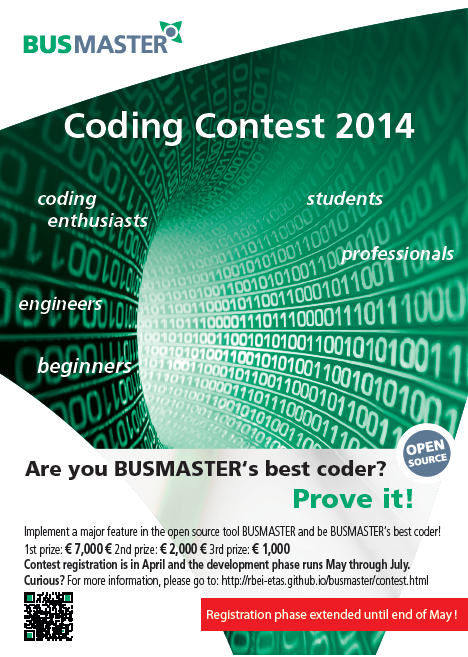 BUSMASTER
Coding Contest 2014
coding
enthusiasts
students
professionals
engineers
beginners
OPEN
SOURCE
Are you BUSMASTER‘s best coder?
Prove it!
Implement a major feature in the open source tool BUSMASTER and be BUSMASTER’s best coder!
1st prize: € 7,000 € 2nd prize: € 2,000 € 3rd prize: € 1,000
Contest registration is in April and the development phase runs May through July.
Curious? For more information, please go to: http://rbei-etas.github.io/busmaster/contest.html
Registration phase extended until end of May !